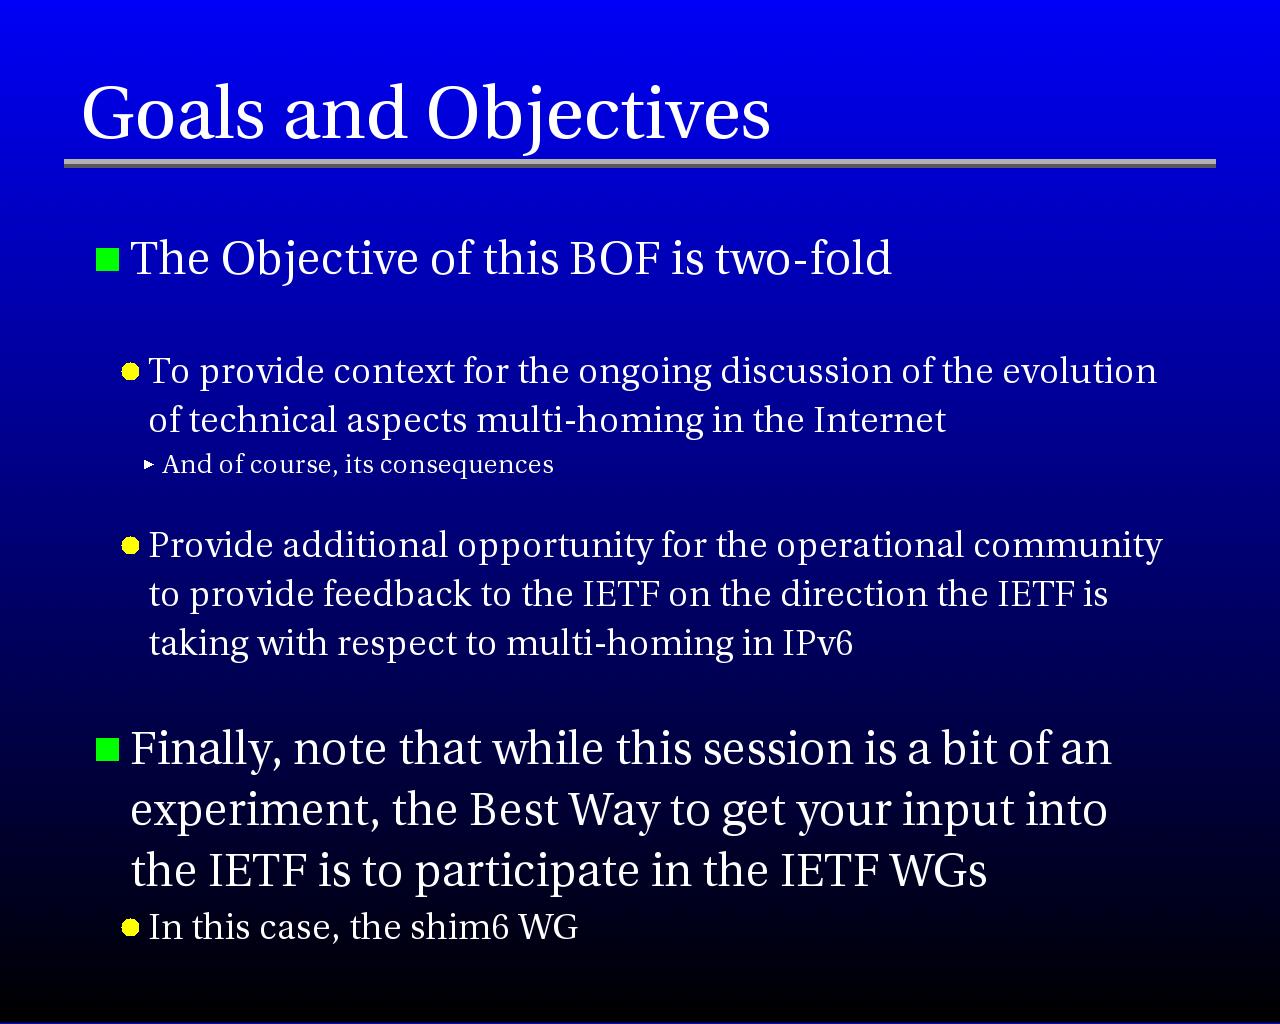 Goals and Objectives
The Objective of this BOF is two-fold
To provide context for the ongoing discussion of the evolution
of technical aspects multi-homing in the Internet
And of course, its consequences
Provide additional opportunity for the operational community
to provide feedback to the IETF on the direction the IETF is
taking with respect to multi-homing in IPv6
Finally, note that while this session is a bit of an
experiment, the Best Way to get your input into
the IETF is to participate in the IETF WGs
In this case, the shim6 WG